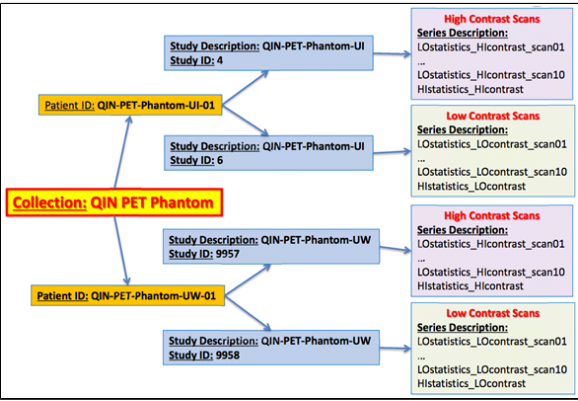 High Contrast Scans
Series Description:
LOstatistics_HIcontrast_scan01
...
LOstatistics_HIcontrast_scan10
HIstatistics_HIcontrast
Study Description: QIN-PET-Phantom-UI
Study ID: 4
Patient ID: QIN-PET-Phantom-UI-01
Low Contrast Scans
Series Description:
LOstatistics_LOcontrast_scan01
...
LOstatistics_LOcontrast_scan10
HIstatistics_LOcontrast
Study Description: QIN-PET-Phantom-UI
Study ID: 6
Collection: QIN PET Phantom
High Contrast Scans
Series Description:
LOstatistics_HIcontrast_scan01
...
LOstatistics_HIcontrast_scan10
HIstatistics_HIcontrast
Study Description: QIN-PET-Phantom-UW
Study ID: 9957
Patient ID: QIN-PET-Phantom-UW-01
Low Contrast Scans
Series Description:
LOstatistics_LOcontrast_scan01
...
LOstatistics_LOcontrast_scan10
HIstatistics_LOcontrast
Study Description: QIN-PET-Phantom-UW
Study ID: 9958